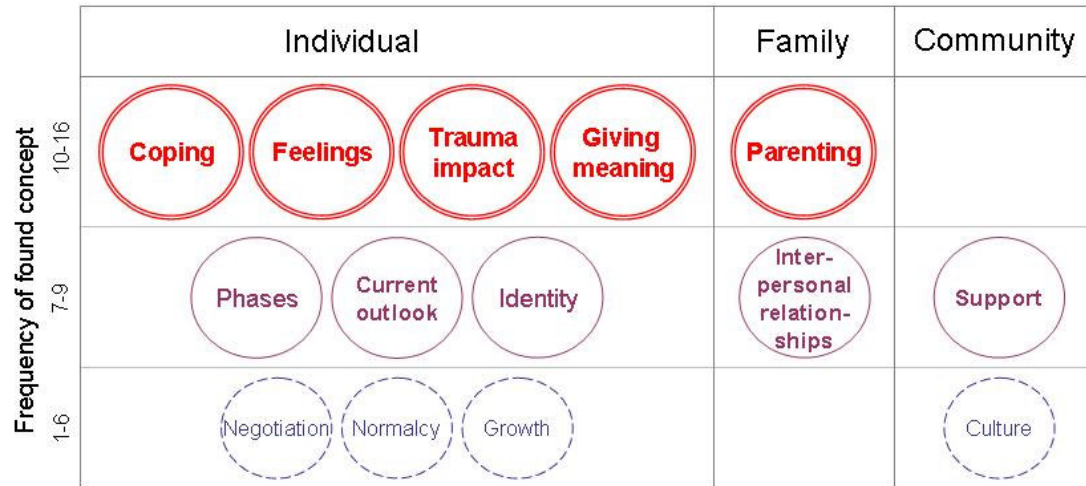 Individual
Family
Community
Frequency of found concept
10-16
Coping
Feelings
Trauma
impact
Giving
meaning
Parenting
7-9
Phases
Current
outlook
Identity
Inter-
personal
relation-
ships
Support
1-6
Negotiation
Normalcy
Growth
Culture